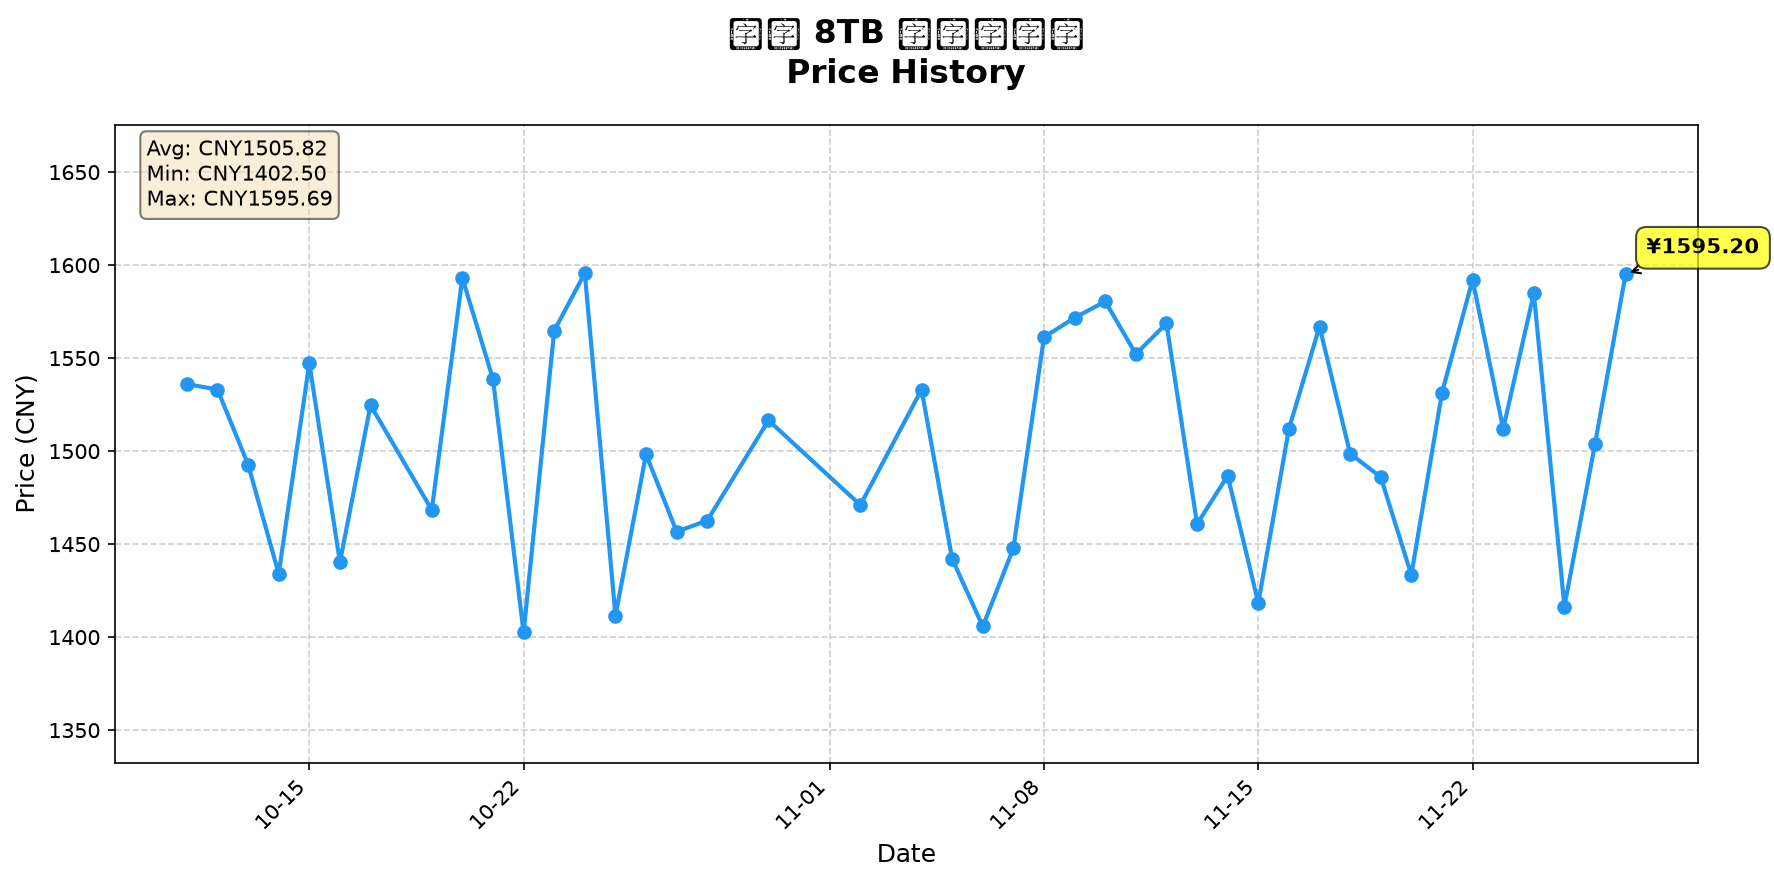 8TB
Price History
Avg: CNY1505.82
Min: CNY1402.50
Max: CNY1595.69
¥1595.20
Price (CNY)
1650
1600
1550
1500
1450
1400
1350
10-15
10-22
11-01
11-08
11-15
11-22
Date